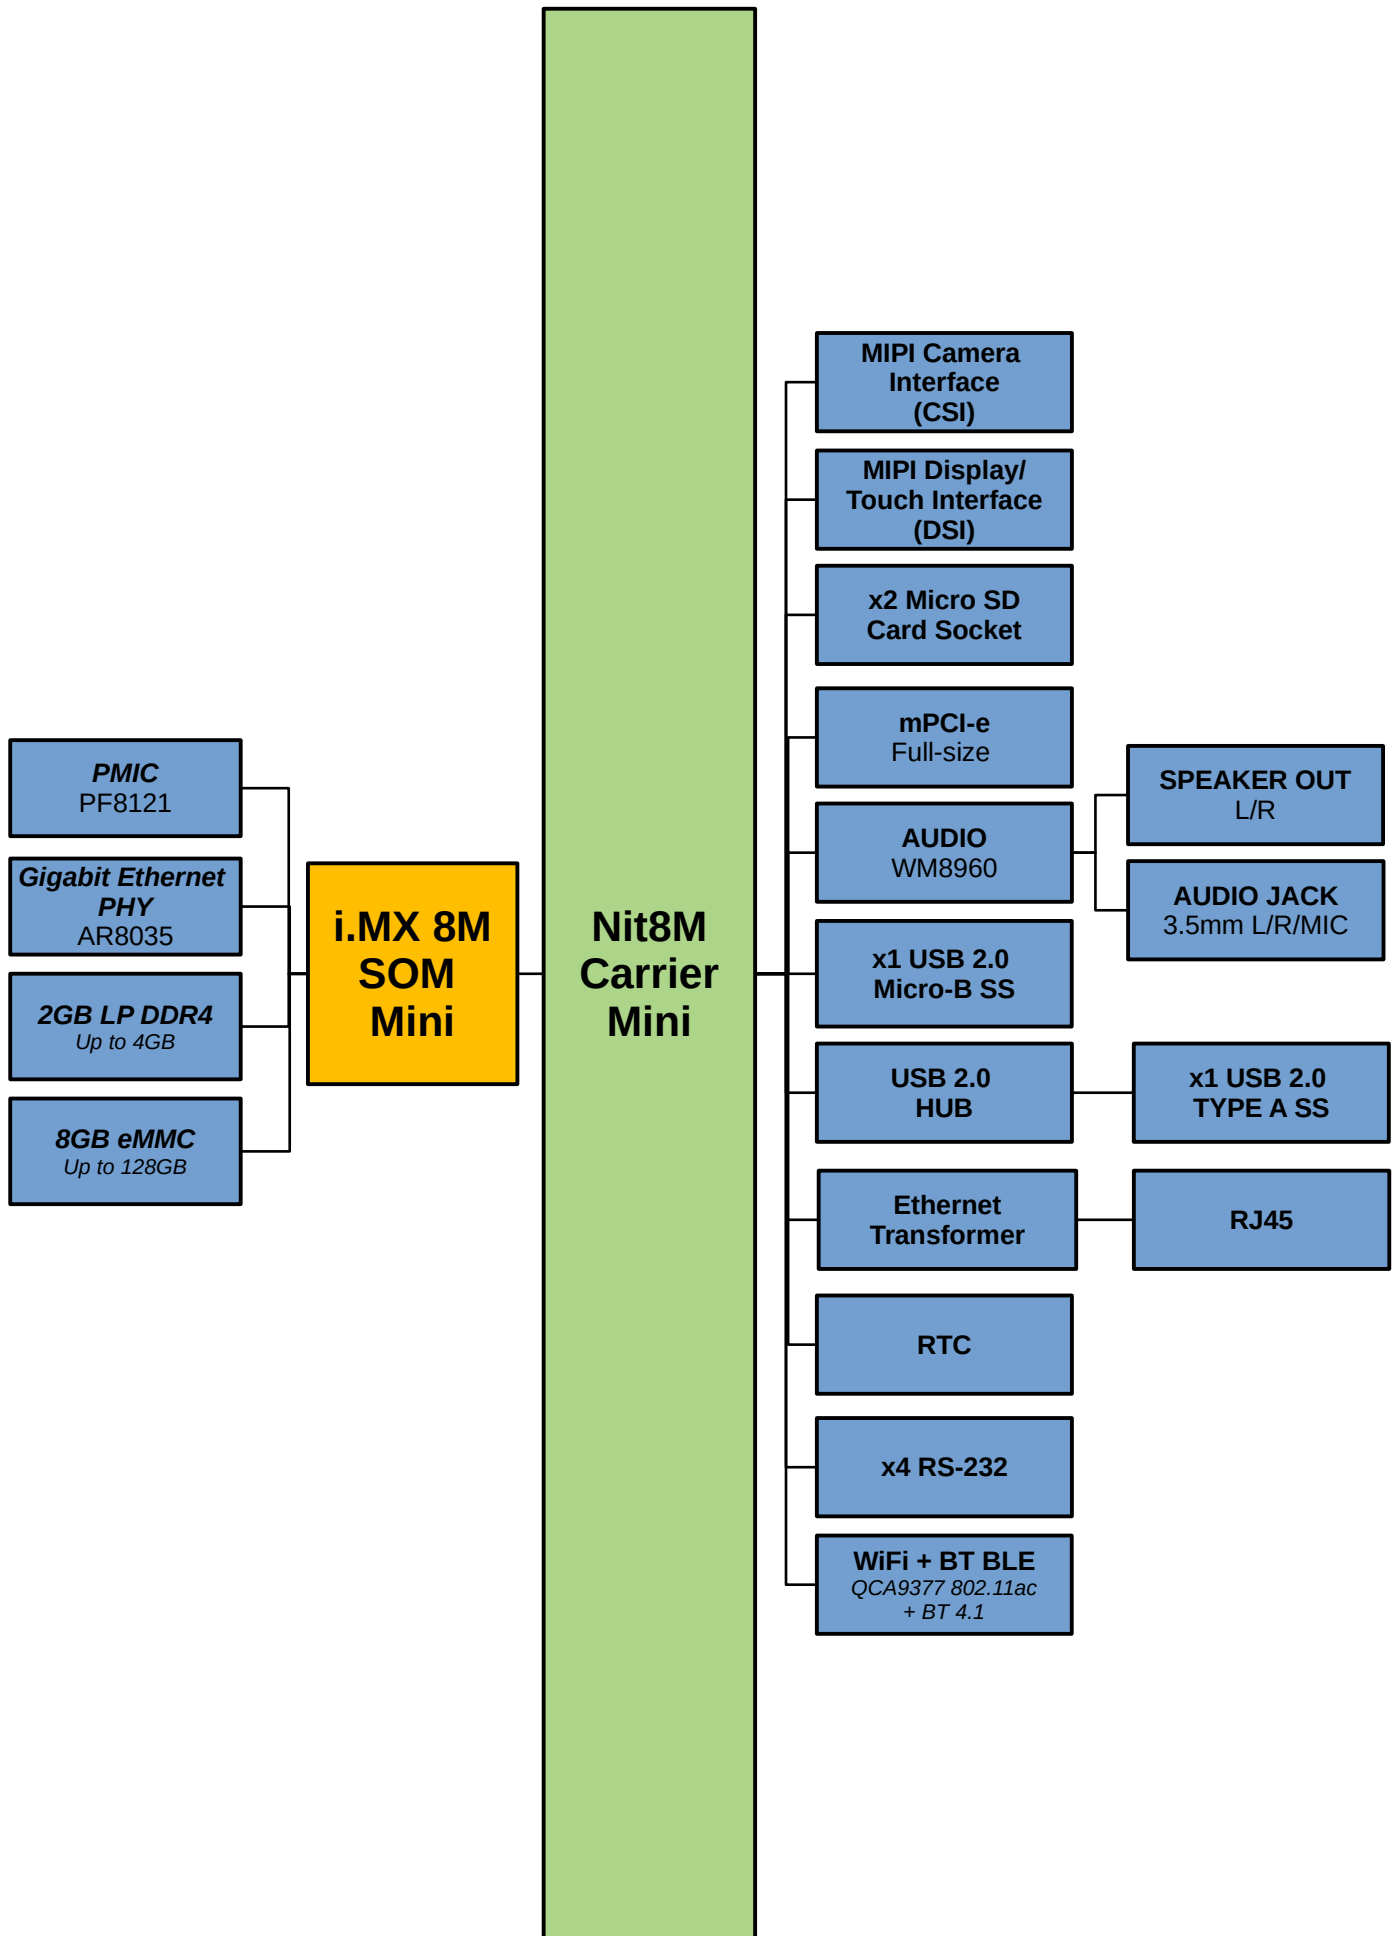 PMIC
PF8121
Gigabit Ethernet
PHY
AR8035
2GB LP DDR4
Up to 4GB
8GB eMMC
Up to 128GB
i.MX 8M
SOM
Mini
Nit8M
Carrier
Mini
MIPI Camera
Interface
(CSI)
MIPI Display/
Touch Interface
(DSI)
x2 Micro SD
Card Socket
mPCI-e
Full-size
AUDIO
WM8960
SPEAKER OUT
L/R
AUDIO JACK
3.5mm L/R/MIC
x1 USB 2.0
Micro-B SS
USB 2.0
HUB
x1 USB 2.0
TYPE A SS
Ethernet
Transformer
RJ45
RTC
x4 RS-232
WiFi + BT BLE
QCA9377 802.11ac
+ BT 4.1